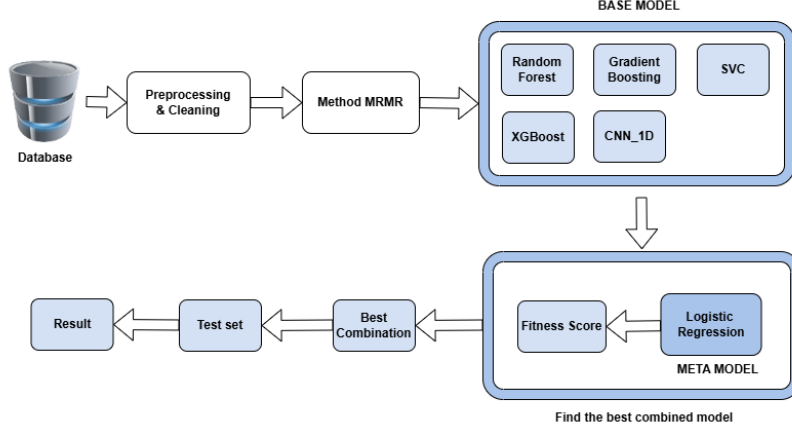 BASE MODEL
Random
Forest
Gradient
Boosting
SVC
Preprocessing
& Cleaning
Method MRMR
XGBoost
CNN_1D
Database
Result
Test set
Best
Combination
Fitness Score
Logistic
Regression
META MODEL
Find the best combined model